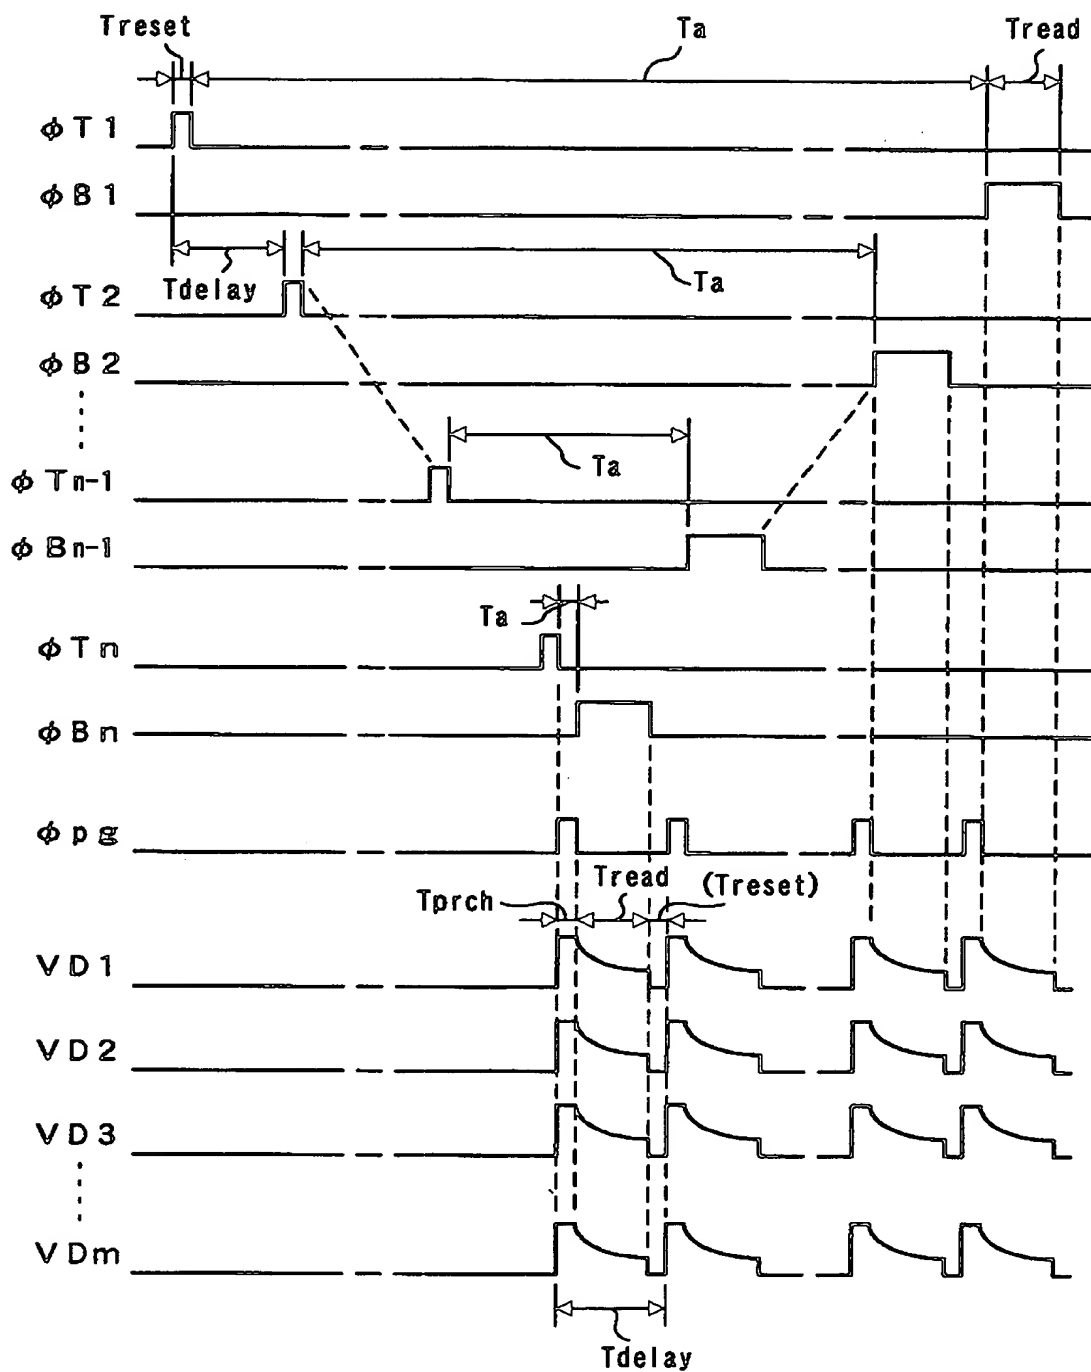 Treset
Ta
Tread
φT1
φB1
Tdelay
Ta
φT2
φB2
Ta
φTn-1
φBn-1
Ta
φTn
φBn
φpg
Tprch
Tread
(Treset)
VD1
VD2
VD3
VDm
Tdelay